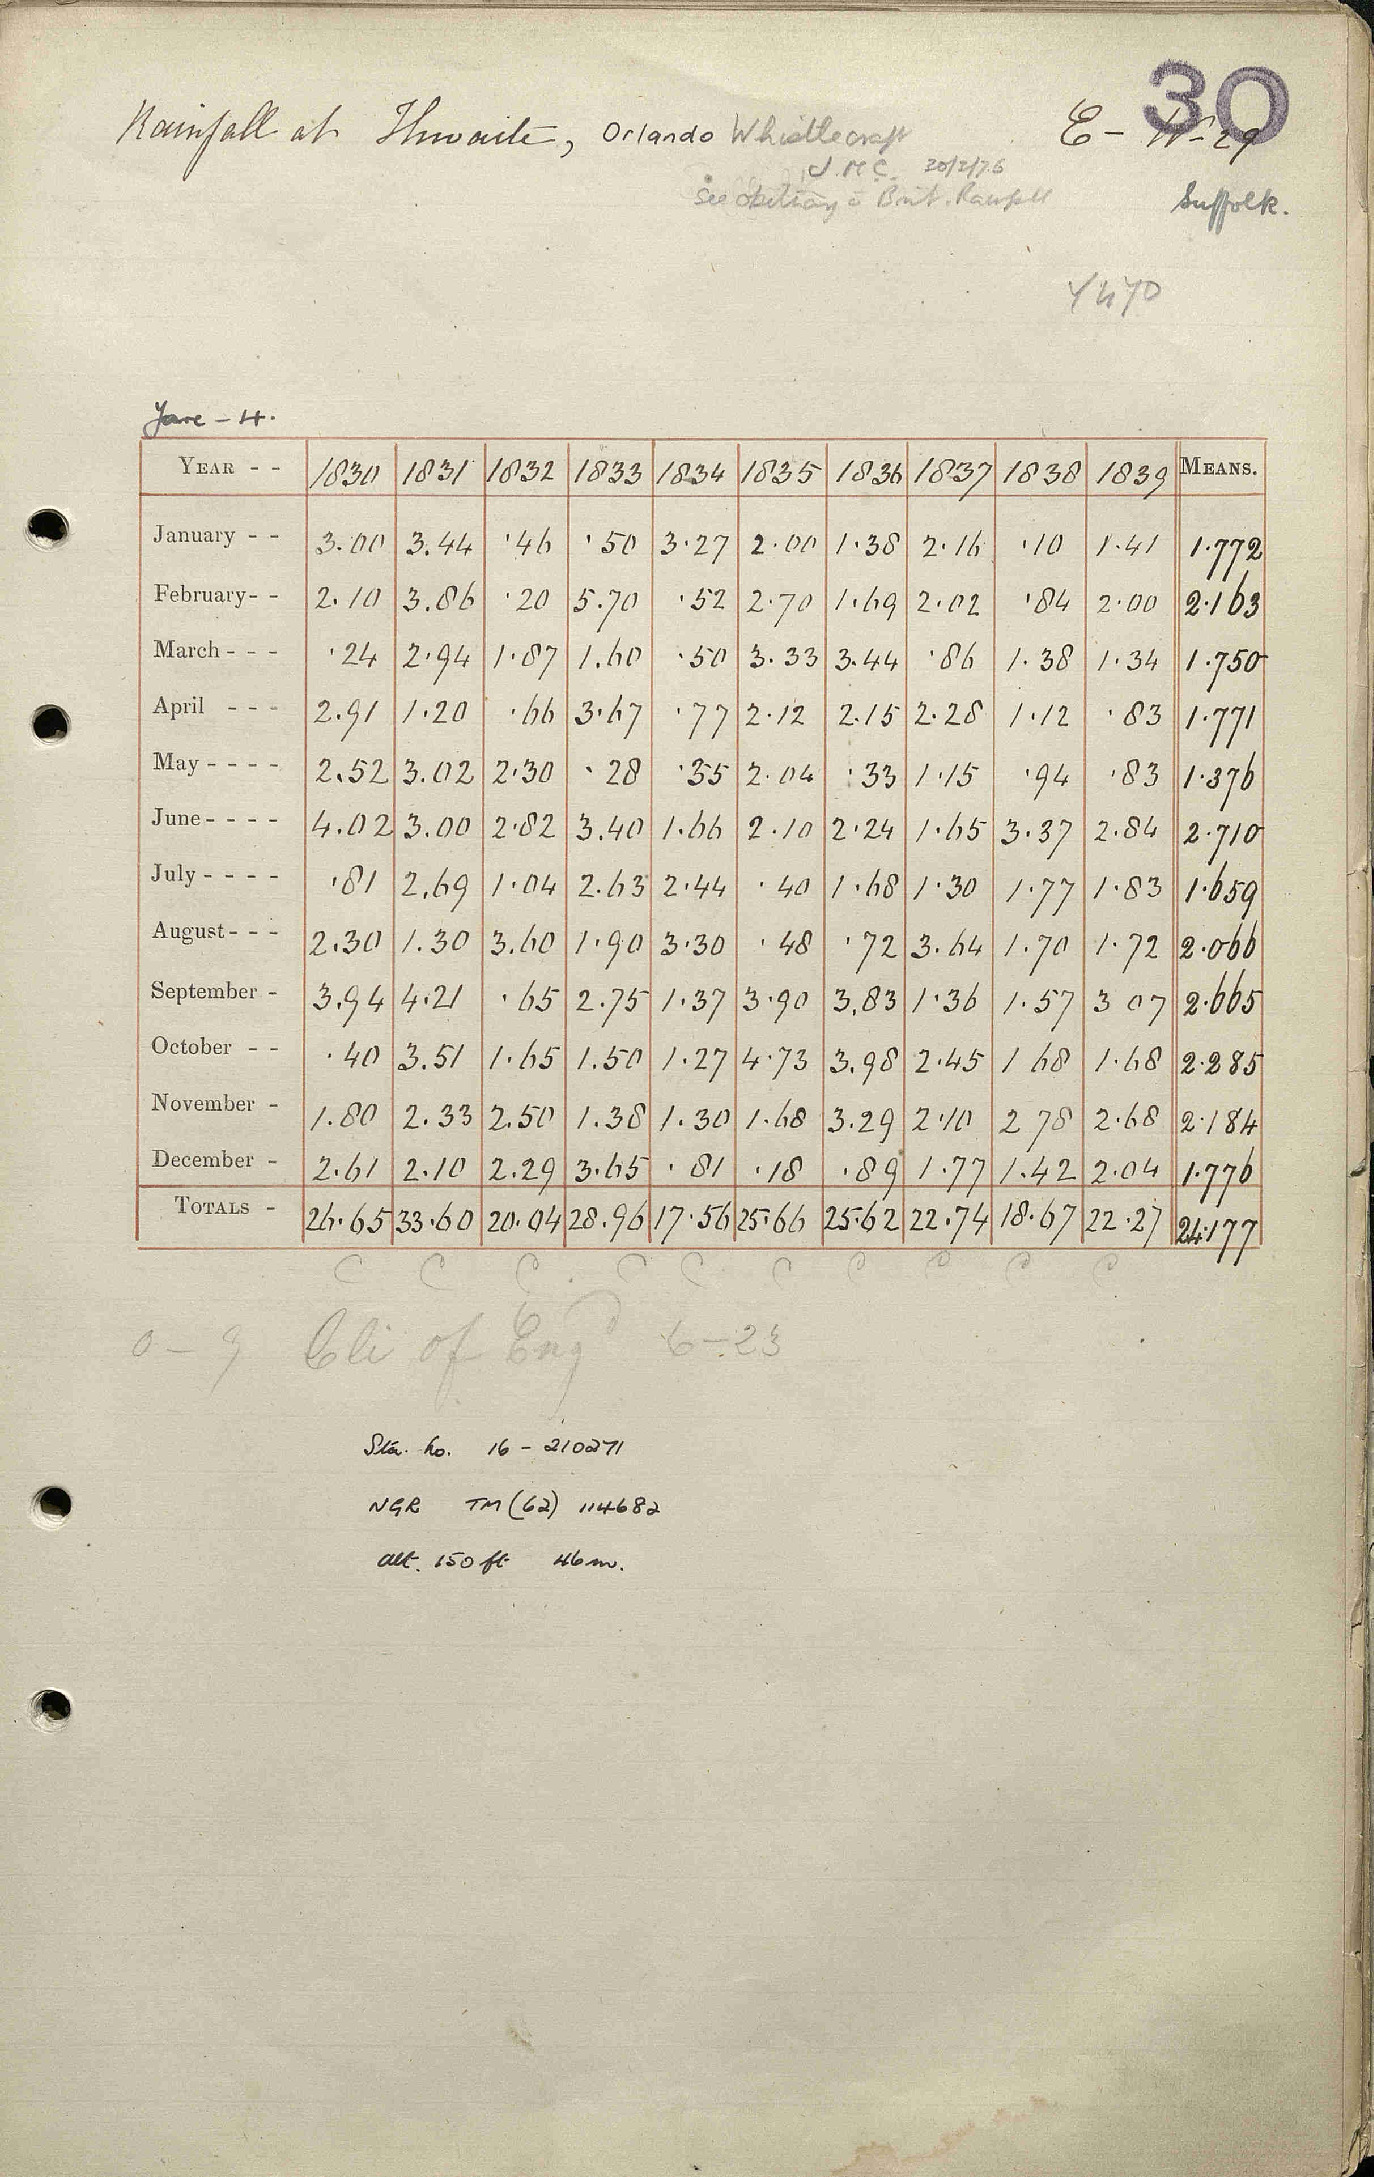 30
Rainfall at Thwaite, Orlando Whistlecraft E - W - 29
J.M.C. 20/2/76
See obituary in Brit. Rainfall Suffolk.
Yare - 4.
YEAR - - 1830 1831 1832 1833 1834 1835 1836 1837 1838 1839 MEANS.
January - - 3.00 3.44 .46 .50 3.27 2.00 1.38 2.16 .10 1.41 1.772
February - - 2.10 3.86 .20 5.70 .52 2.70 1.69 2.02 .84 2.00 2.163
March - - - .24 2.94 1.87 1.60 .50 3.33 3.44 .86 1.38 1.34 1.750
April - - - 2.91 1.20 .66 3.67 .77 2.12 2.15 2.28 1.12 .83 1.771
May - - - - 2.52 3.02 2.30 .28 .35 2.04 .33 1.15 .94 .83 1.376
June - - - - 4.02 3.00 2.82 3.40 1.66 2.10 2.24 1.65 3.37 2.84 2.710
July - - - - .81 2.69 1.04 2.63 2.44 .40 1.68 1.30 1.77 1.83 1.659
August - - - 2.30 1.30 3.60 1.90 3.30 .48 .72 3.64 1.70 1.72 2.066
September - 3.94 4.21 .65 2.75 1.37 3.90 3.83 1.36 1.57 3 07 2.665
October - - .40 3.51 1.65 1.50 1.27 4.73 3.98 2.45 1 68 1.68 2.285
November - 1.80 2.33 2.50 1.38 1.30 1.68 3.29 2.10 2 78 2.68 2.184
December - 2.61 2.10 2.29 3.65 .81 .18 .89 1.77 1.42 2.04 1.776
TOTALS - 26.65 33.60 20.04 28.96 17.56 25.66 25.62 22.74 18.67 22.27 24.177
C C C C C C C C C C
0 - 9 Cli of Engd 6 - 23
Sta. no. 16 - 210271
NGR TM (62) 114682
alt. 150 ft 46 m.